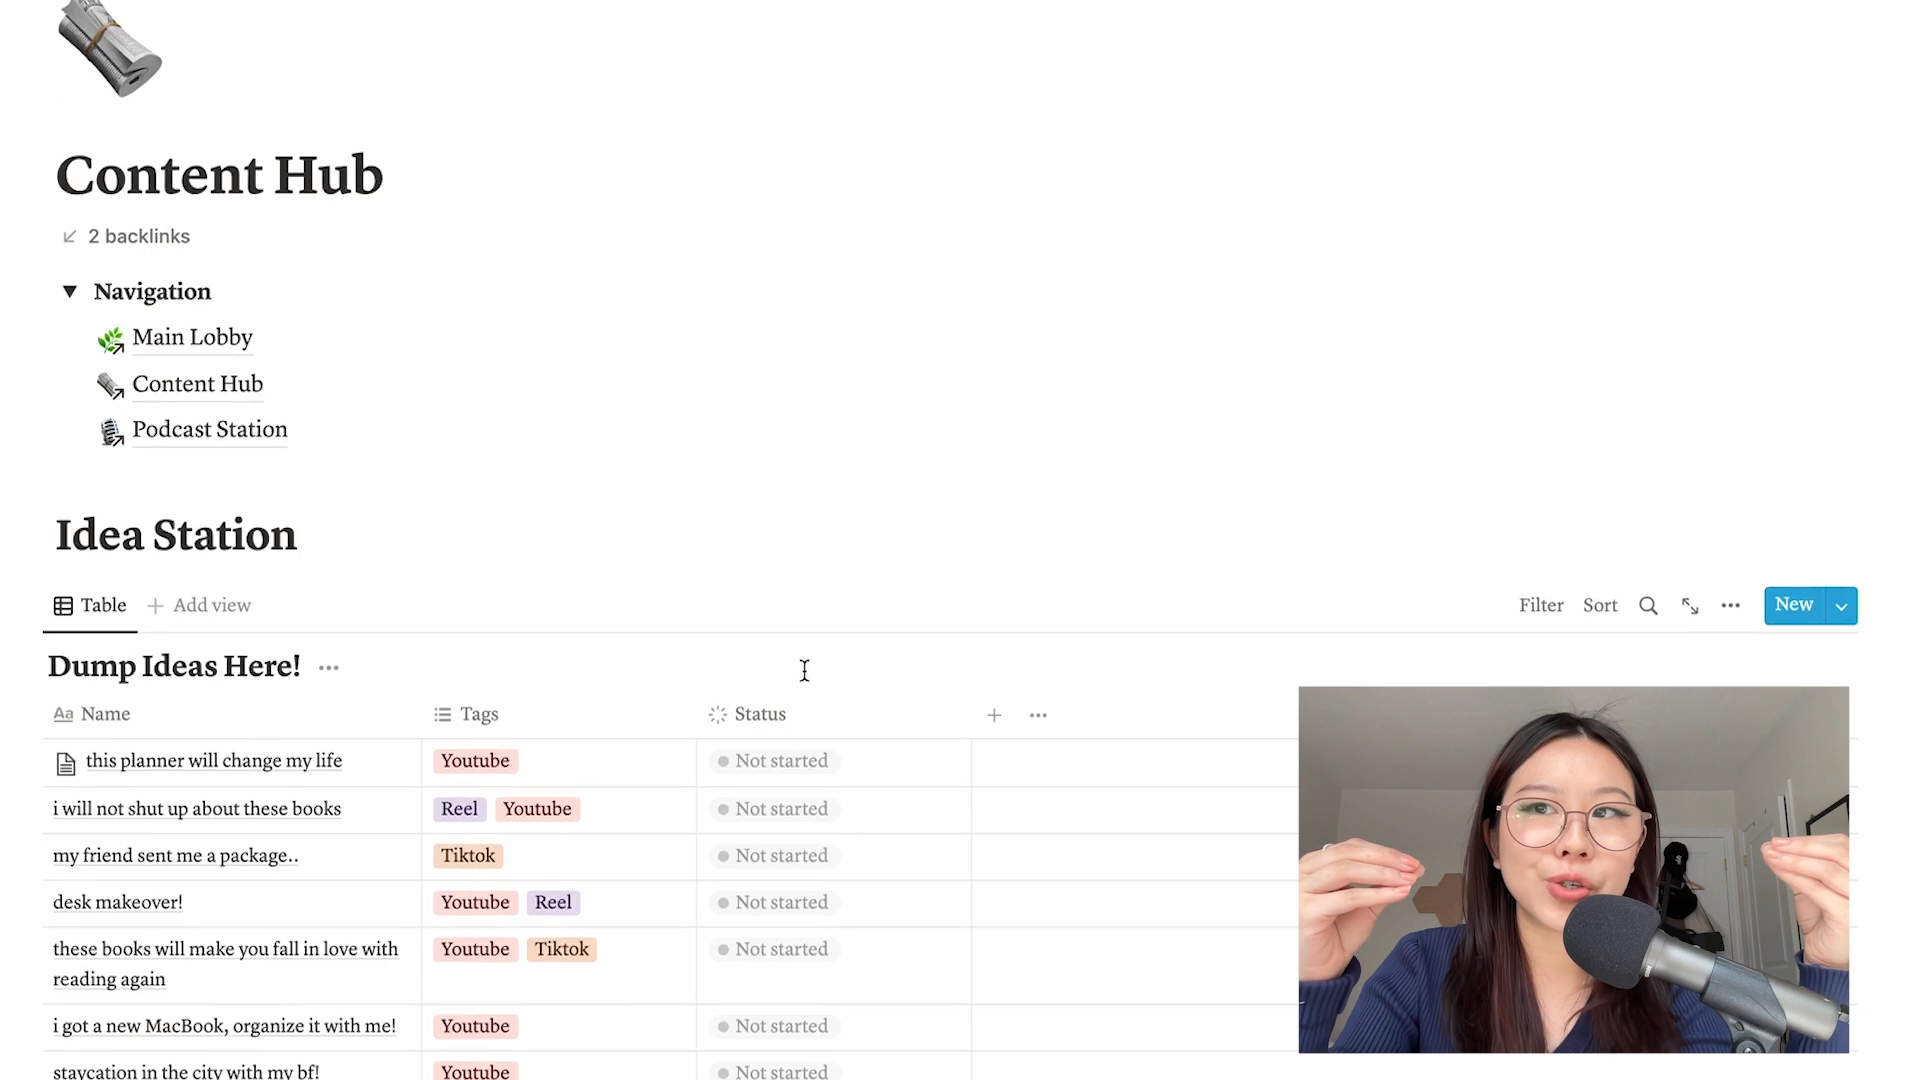 Content Hub
2 backlinks
Navigation
Main Lobby
Content Hub
Podcast Station
Idea Station
Table Add view Filter Sort New
Dump Ideas Here!
Aa Name Tags Status
this planner will change my life Youtube Not started
i will not shut up about these books Reel Youtube Not started
my friend sent me a package.. Tiktok Not started
desk makeover! Youtube Reel Not started
these books will make you fall in love with Youtube Tiktok Not started
reading again
i got a new MacBook, organize it with me! Youtube Not started
staycation in the city with my bf! Youtube Not started